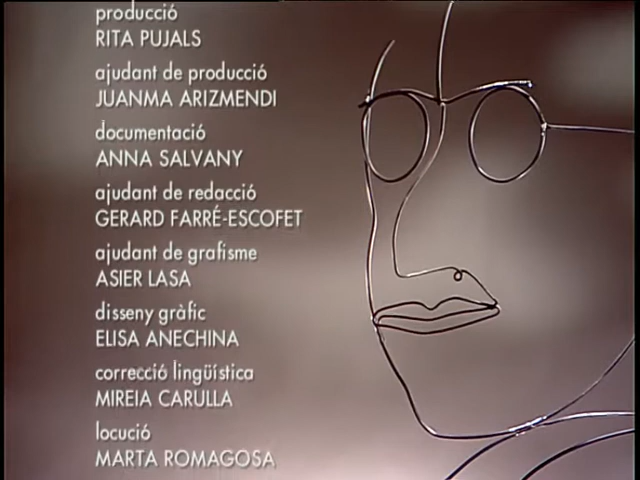 producció
RITA PUJALS
ajudant de producció
JUANMA ARIZMENDI
documentació
ANNA SALVANY
ajudant de redacció
GERARD FARRÉ-ESCOFET
ajudant de grafisme
ASIER LASA
disseny gràfic
ELISA ANECHINA
correcció lingüística
MIREIA CARULLA
locució
MARTA ROMAGOSA